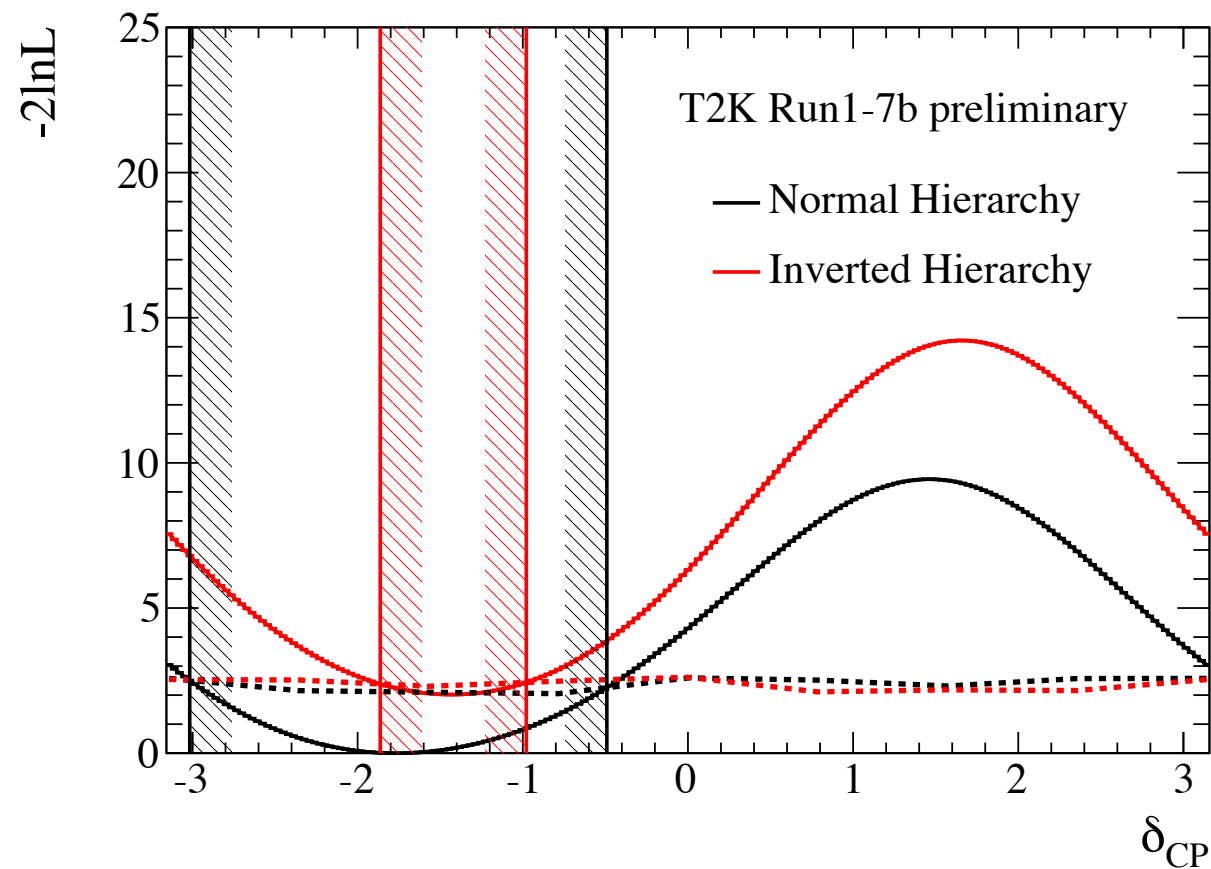 -2lnL
25
20
15
10
5
0
T2K Run1-7b preliminary
Normal Hierarchy
Inverted Hierarchy
-3 -2 -1 0 1 2 3
δCP